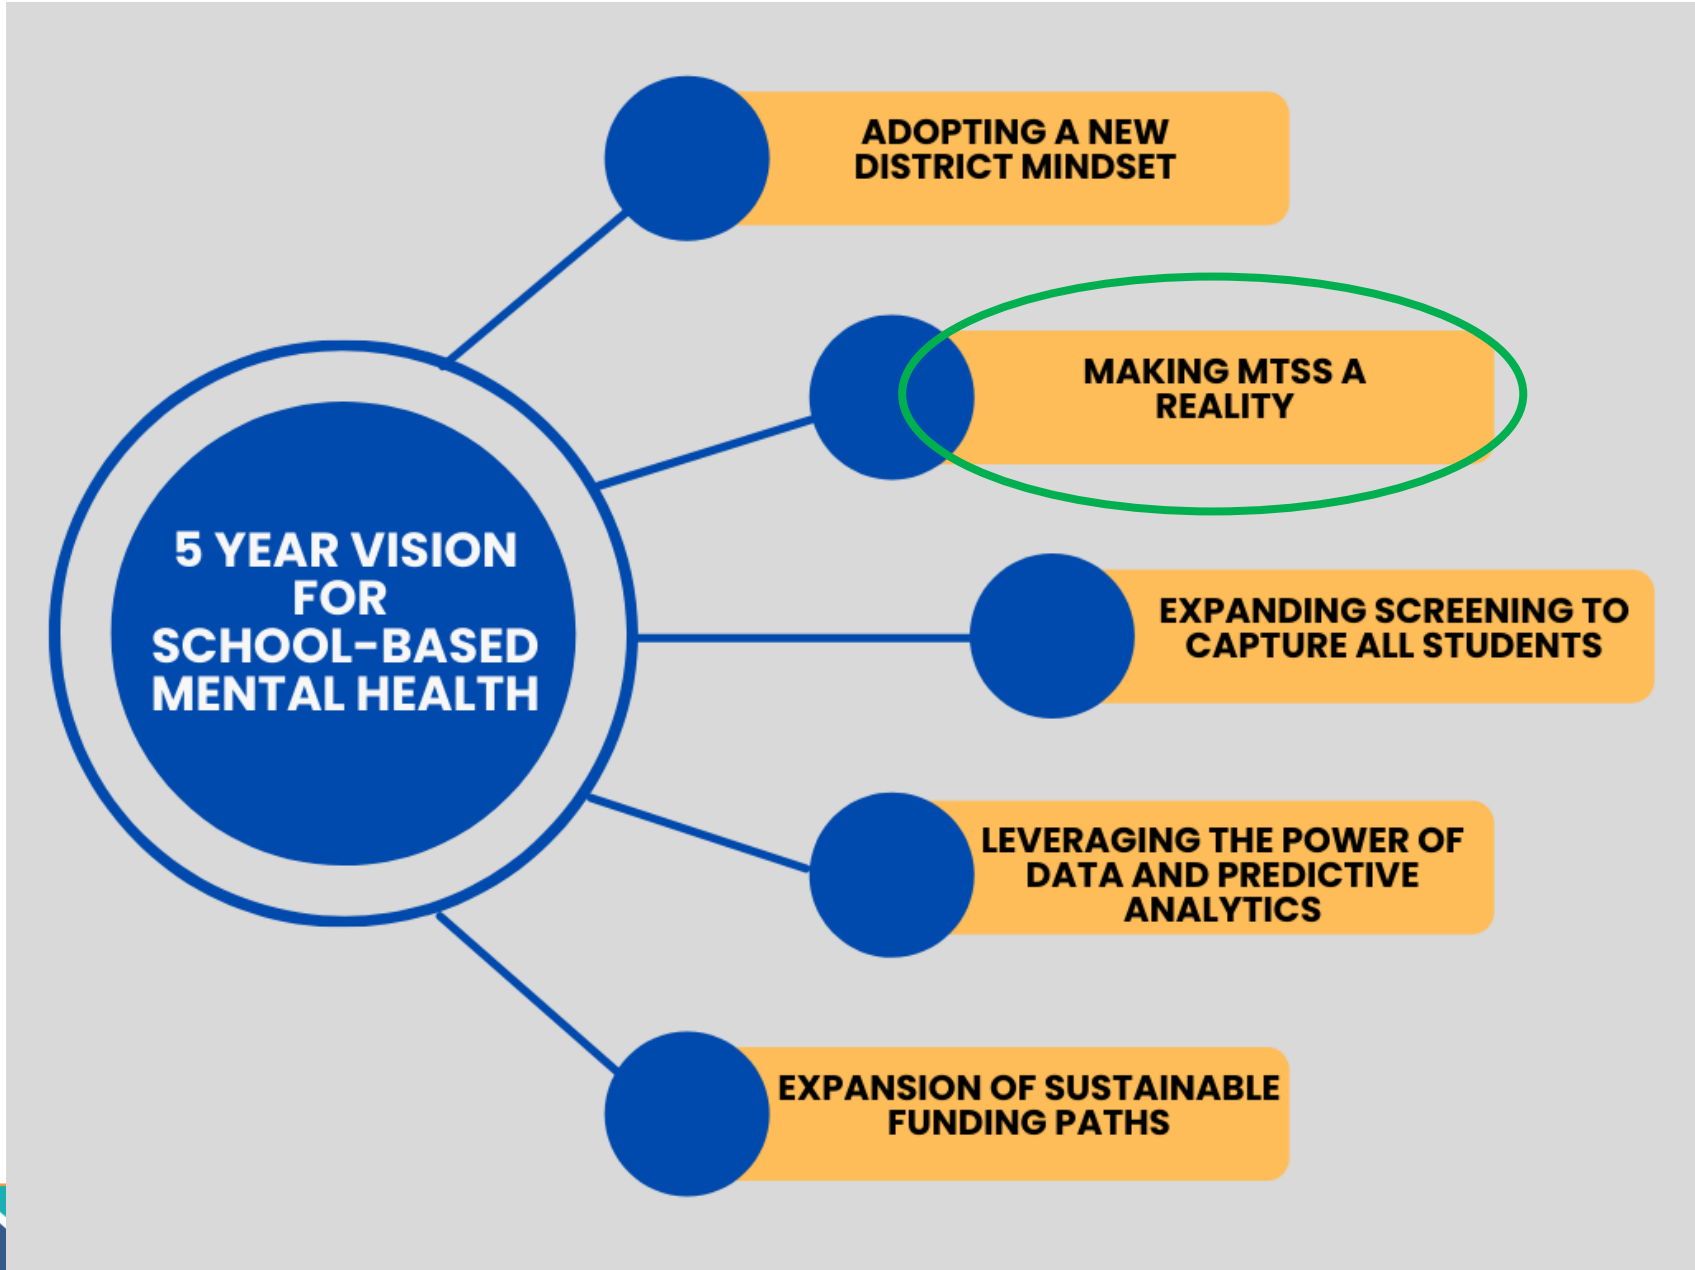 ADOPTING A NEW
DISTRICT MINDSET
MAKING MTSS A
REALITY
5 YEAR VISION
FOR
SCHOOL-BASED
MENTAL HEALTH
EXPANDING SCREENING TO
CAPTURE ALL STUDENTS
LEVERAGING THE POWER OF
DATA AND PREDICTIVE
ANALYTICS
EXPANSION OF SUSTAINABLE
FUNDING PATHS